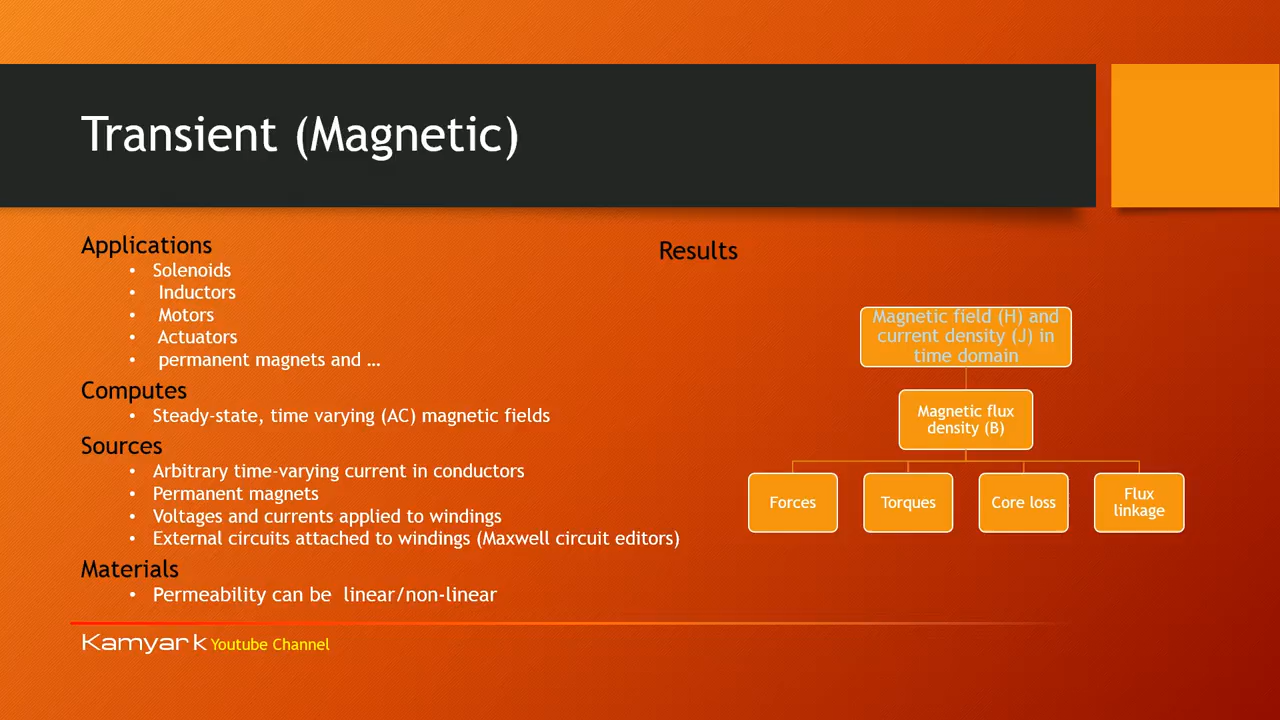 Transient (Magnetic)
Applications
• Solenoids
• Inductors
• Motors
• Actuators
• permanent magnets and ...
Computes
• Steady-state, time varying (AC) magnetic fields
Sources
• Arbitrary time-varying current in conductors
• Permanent magnets
• Voltages and currents applied to windings
• External circuits attached to windings (Maxwell circuit editors)
Materials
• Permeability can be linear/non-linear
Results
Magnetic field (H) and
current density (J) in
time domain
Magnetic flux
density (B)
Forces
Torques
Core loss
Flux
linkage
Kamyar k Youtube Channel